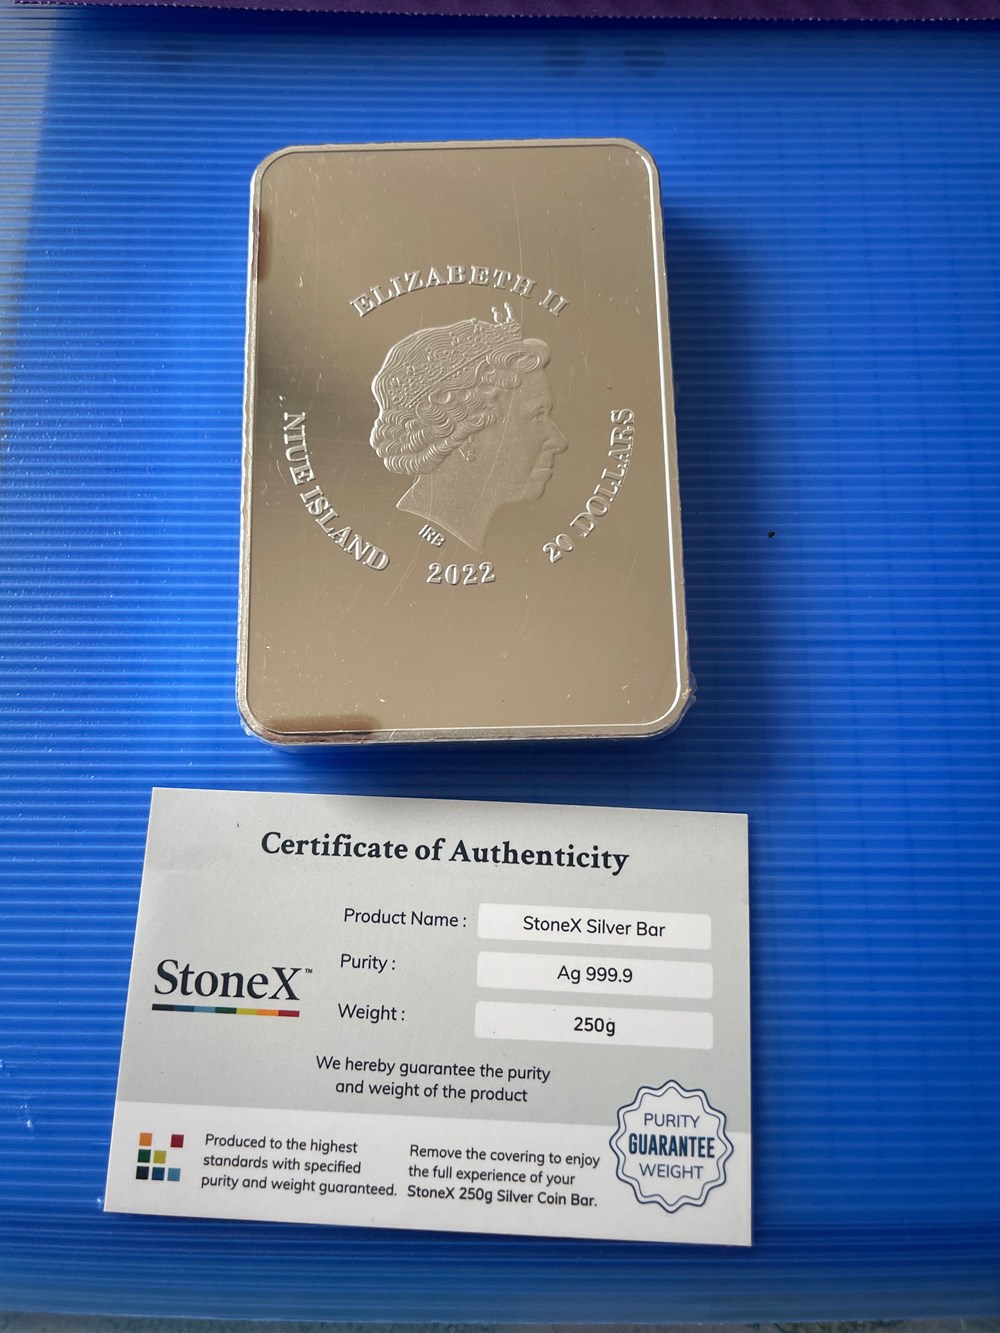 ELIZABETH II
NIUE ISLAND
20 DOLLARS
IRB
2022
Certificate of Authenticity
StoneX™
Product Name : StoneX Silver Bar
Purity : Ag 999.9
Weight : 250g
We hereby guarantee the purity
and weight of the product
Produced to the highest
standards with specified
purity and weight guaranteed.
Remove the covering to enjoy
the full experience of your
StoneX 250g Silver Coin Bar.
PURITY
GUARANTEE
WEIGHT